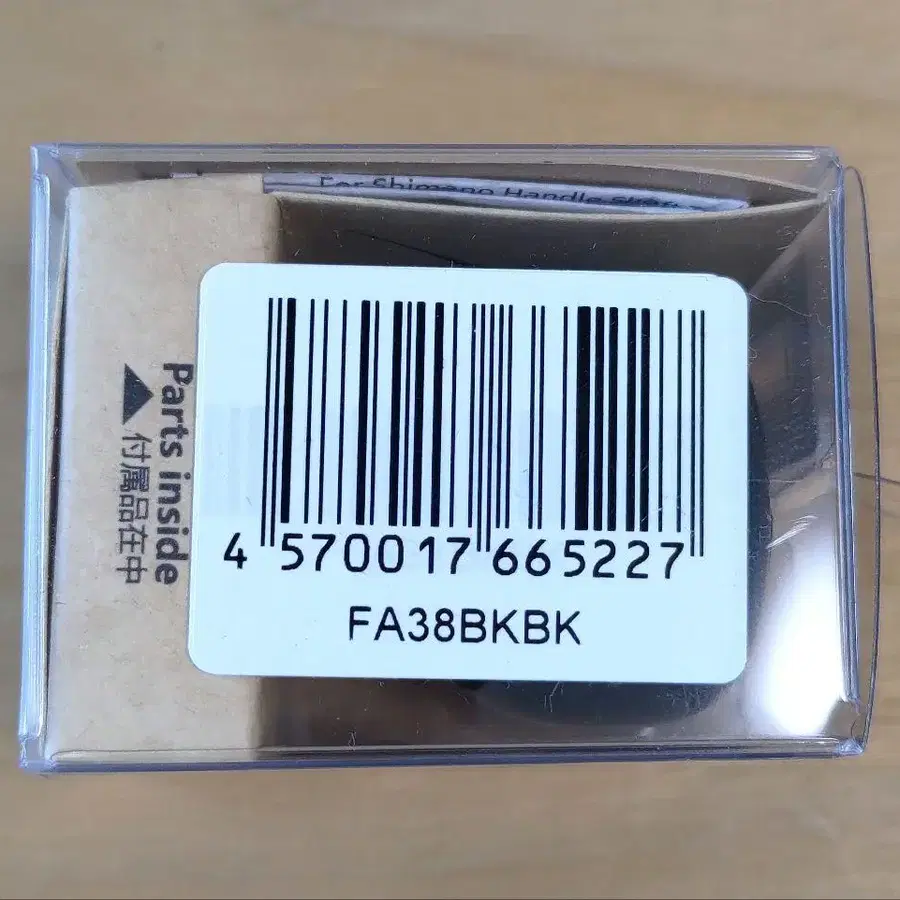 For Shimano Handle
Parts inside
▲付属品在中
4 570017 665227
FA38BKBK